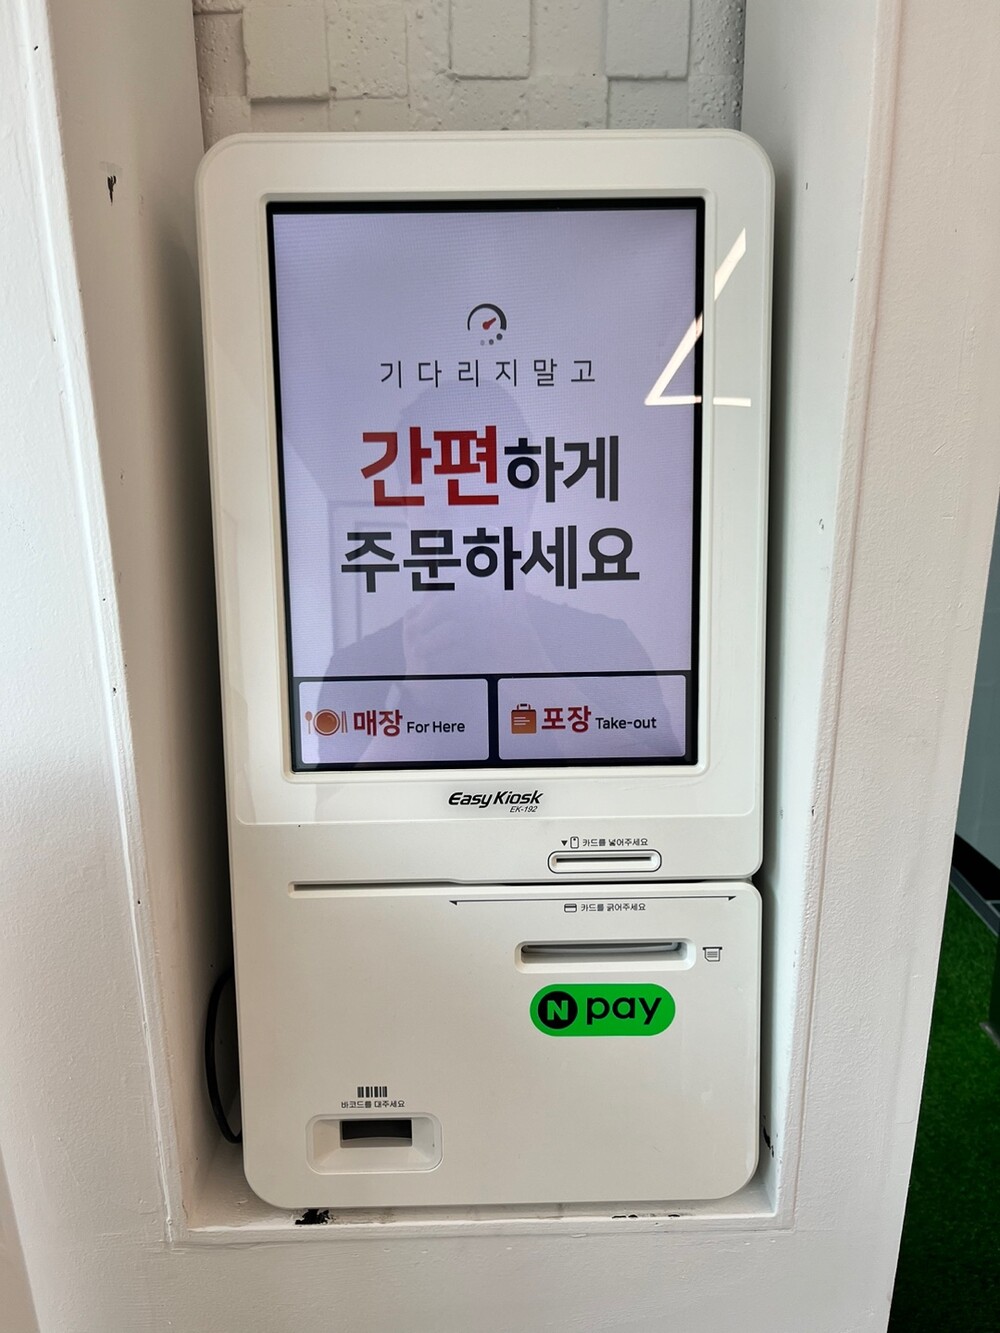 기다리지말고
간편하게
주문하세요
매장 For Here
포장 Take-out
Easy Kiosk
EK-192
카드를 넣어주세요
카드를 긁어주세요
N pay
바코드를 대주세요